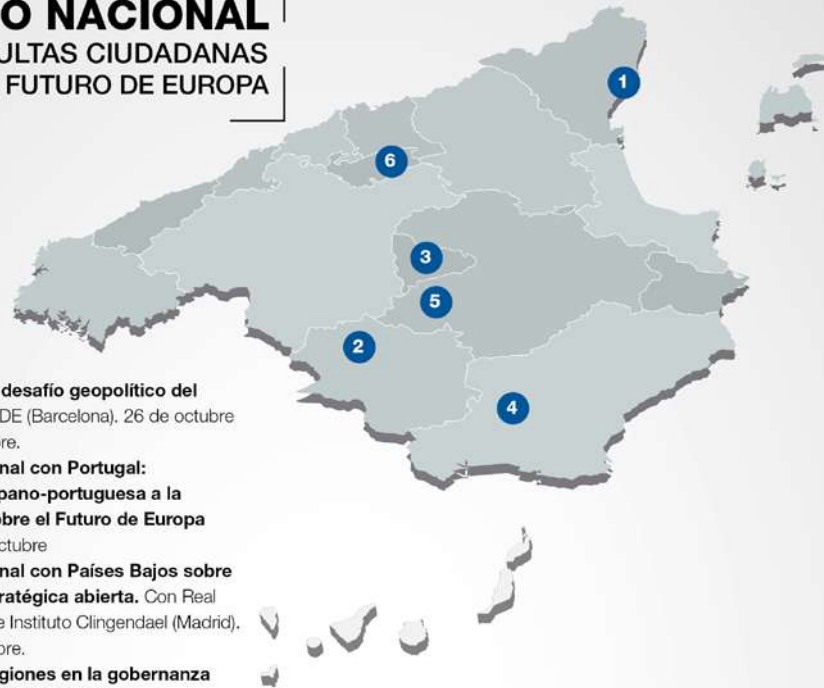 O NACIONAL
ULTAS CIUDADANAS
FUTURO DE EUROPA
1
6
3
5
2
4
desafío geopolítico del
DE (Barcelona). 26 de octubre
re.
nal con Portugal:
pano-portuguesa a la
bre el Futuro de Europa
ctubre
nal con Países Bajos sobre
ratégica abierta. Con Real
e Instituto Clingendael (Madrid).
bre.
giones en la gobernanza